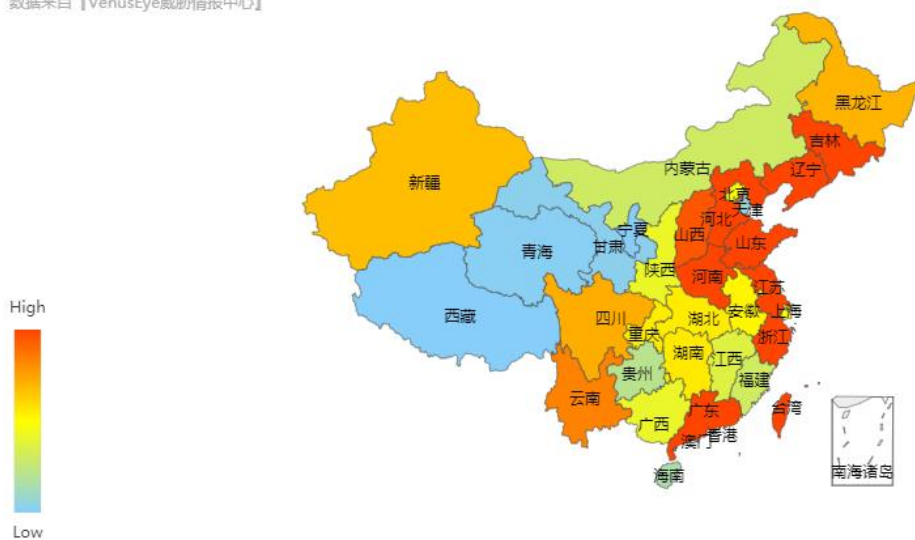 数据来自【VenusEye威胁情报中心】
黑龙江
吉林
辽宁
内蒙古
新疆
北京
天津
宁夏
河北
山西
山东
青海
甘肃
陕西
河南
江苏
西藏
四川
湖北
安徽
上海
重庆
浙江
湖南
江西
贵州
福建
云南
广东
台湾
广西
香港
澳门
海南
南海诸岛
High
Low